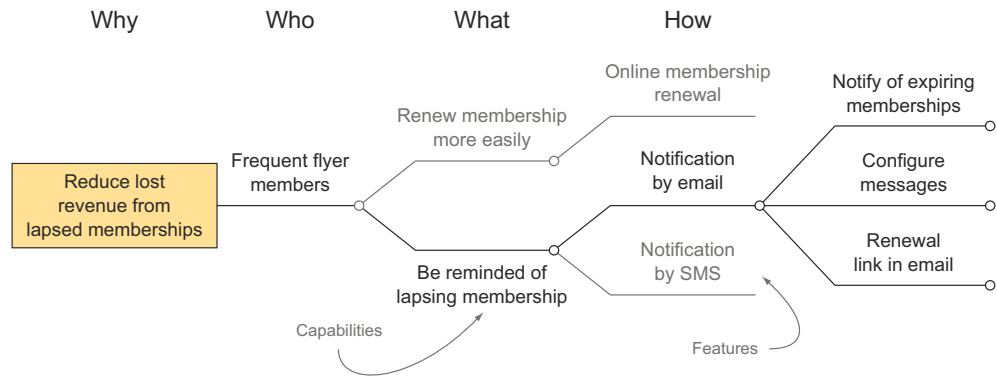 Why
Who
What
How
Reduce lost
revenue from
lapsed memberships
Frequent flyer
members
Renew membership
more easily
Be reminded of
lapsing membership
Online membership
renewal
Notification
by email
Notification
by SMS
Notify of expiring
memberships
Configure
messages
Renewal
link in email
Capabilities
Features